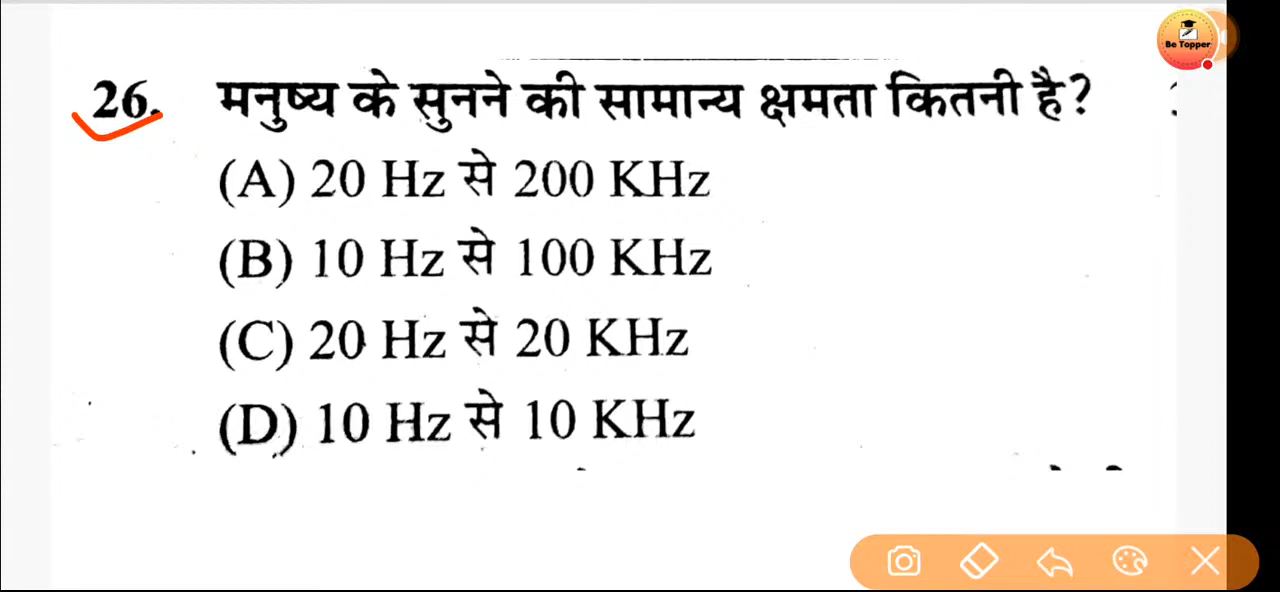 Be Topper
26. मनुष्य के सुनने की सामान्य क्षमता कितनी है?
(A) 20 Hz से 200 KHz
(B) 10 Hz से 100 KHz
(C) 20 Hz से 20 KHz
(D) 10 Hz से 10 KHz